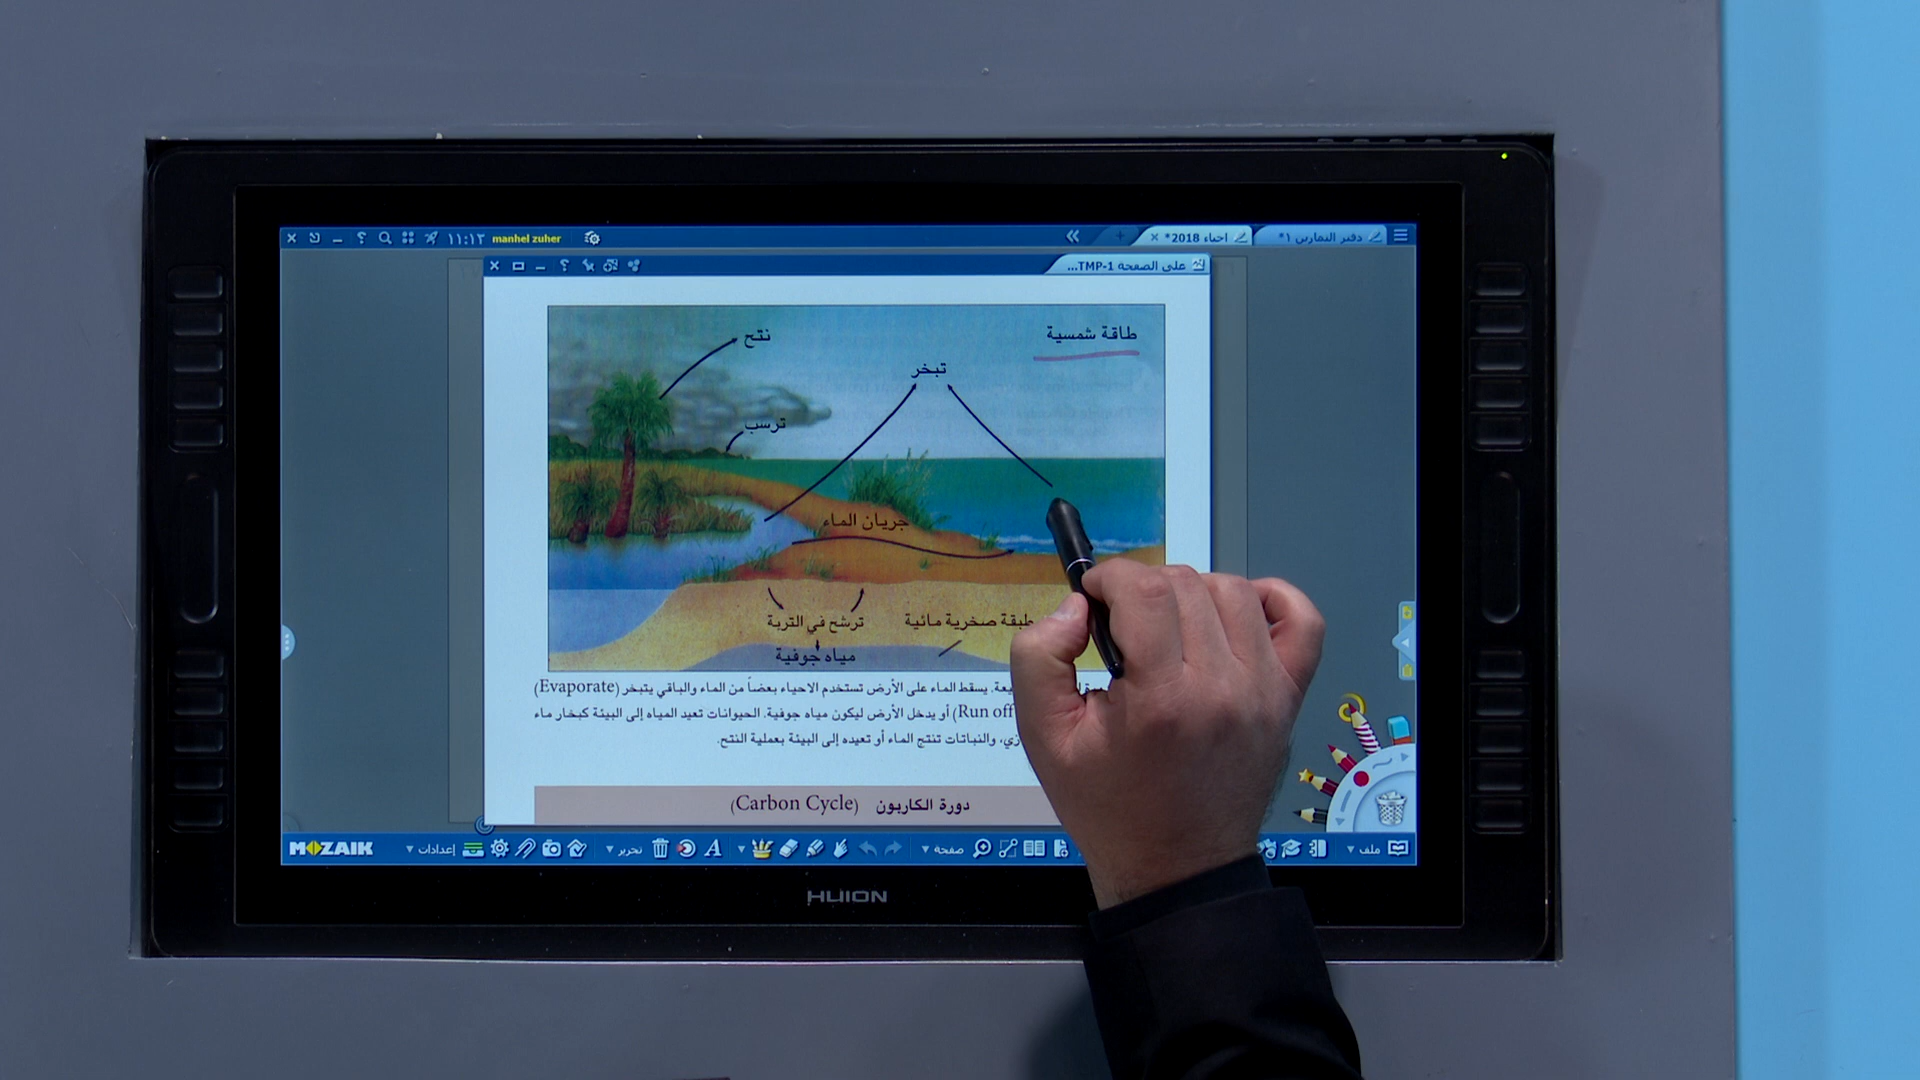 manhel zuher
١١:١٣
احياء 2018*
دفتر التمارين ١*
على الصفحة TMP-1...
طاقة شمسية
نتح
تبخر
ترسب
جريان الماء
ترشح في التربة
طبقة صخرية مائية
مياه جوفية
يسقط الماء على الأرض تستخدم الاحياء بعضاً من الماء والباقي يتبخر (Evaporate)
(Run off أو يدخل الأرض ليكون مياه جوفية. الحيوانات تعيد المياه إلى البيئة كبخار ماء
والنباتات تنتج الماء أو تعيده إلى البيئة بعملية النتح.
دورة الكاربون (Carbon Cycle)
MOZAIK
إعدادات
تحرير
صفحة
ملف
HUION